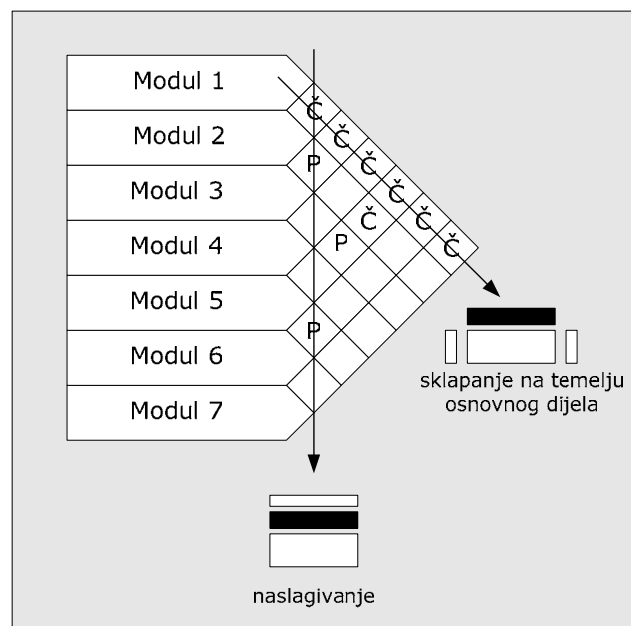 Modul 1
Č
Modul 2
Č
P
Č
Modul 3
Č
Č
Č
Modul 4
P
Č
Modul 5
P
Modul 6
Modul 7
sklapanje na temelju
osnovnog dijela
naslagivanje